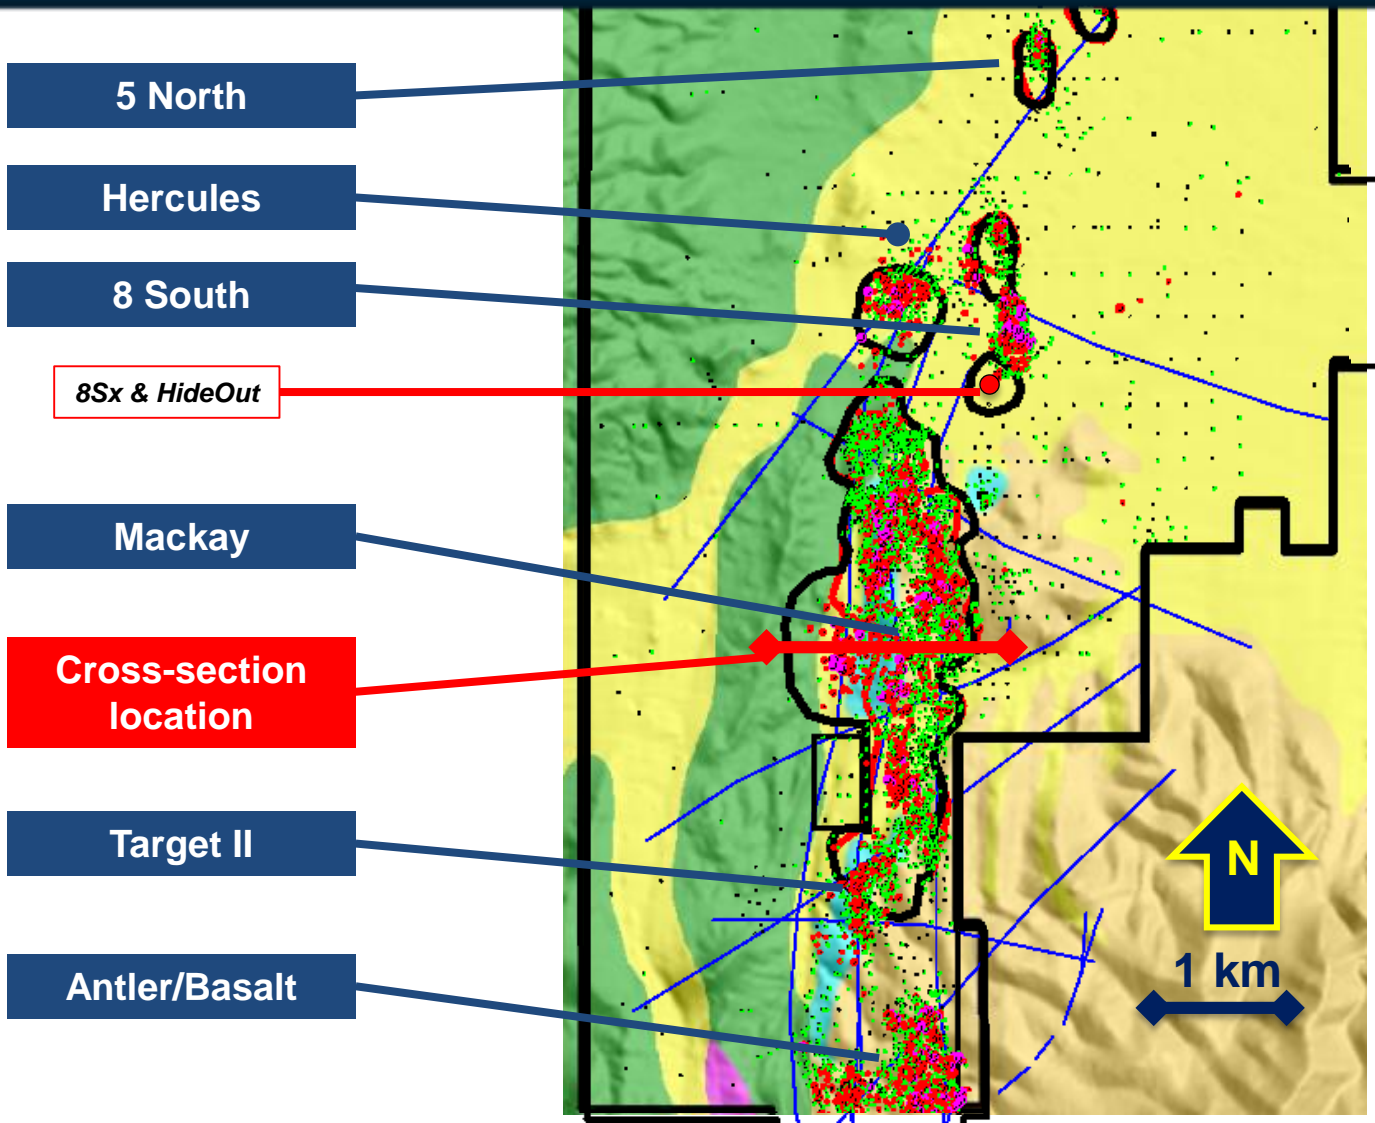 5 North
Hercules
8 South
8Sx & HideOut
Mackay
Cross-section
location
Target II
Antler/Basalt
N
1 km